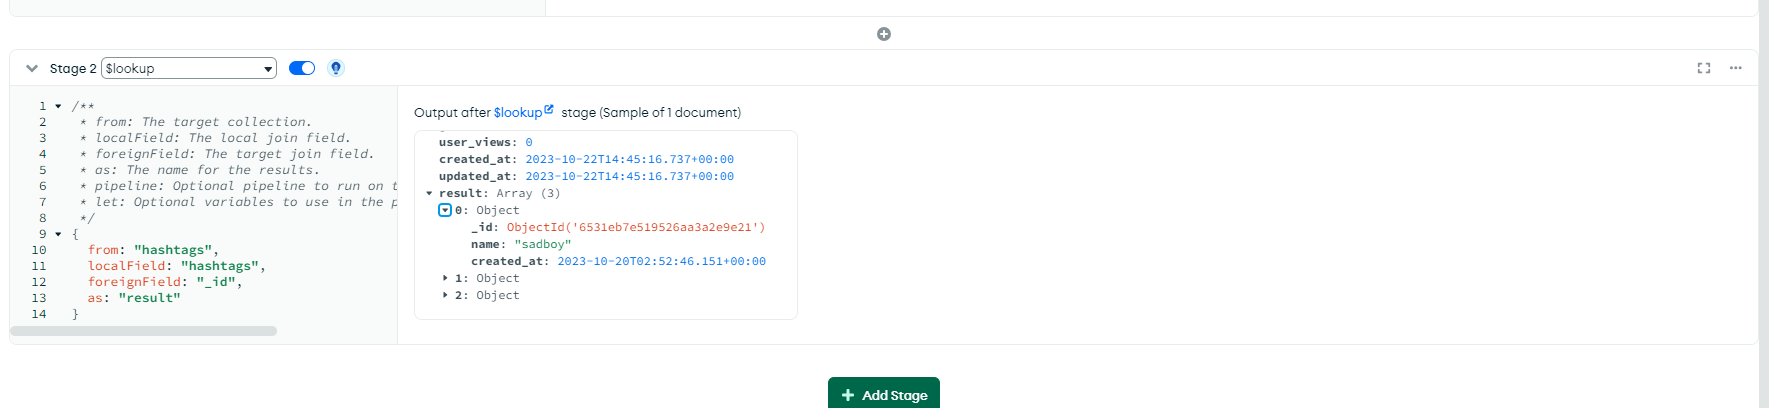 Stage 2 $lookup
1 /**
2 * from: The target collection.
3 * localField: The local join field.
4 * foreignField: The target join field.
5 * as: The name for the results.
6 * pipeline: Optional pipeline to run on t
7 * let: Optional variables to use in the p
8 */
9 {
10 from: "hashtags",
11 localField: "hashtags",
12 foreignField: "_id",
13 as: "result"
14 }
Output after $lookup stage (Sample of 1 document)
user_views: 0
created_at: 2023-10-22T14:45:16.737+00:00
updated_at: 2023-10-22T14:45:16.737+00:00
result: Array (3)
0: Object
_id: ObjectId('6531eb7e519526aa3a2e9e21')
name: "sadboy"
created_at: 2023-10-20T02:52:46.151+00:00
1: Object
2: Object
Add Stage